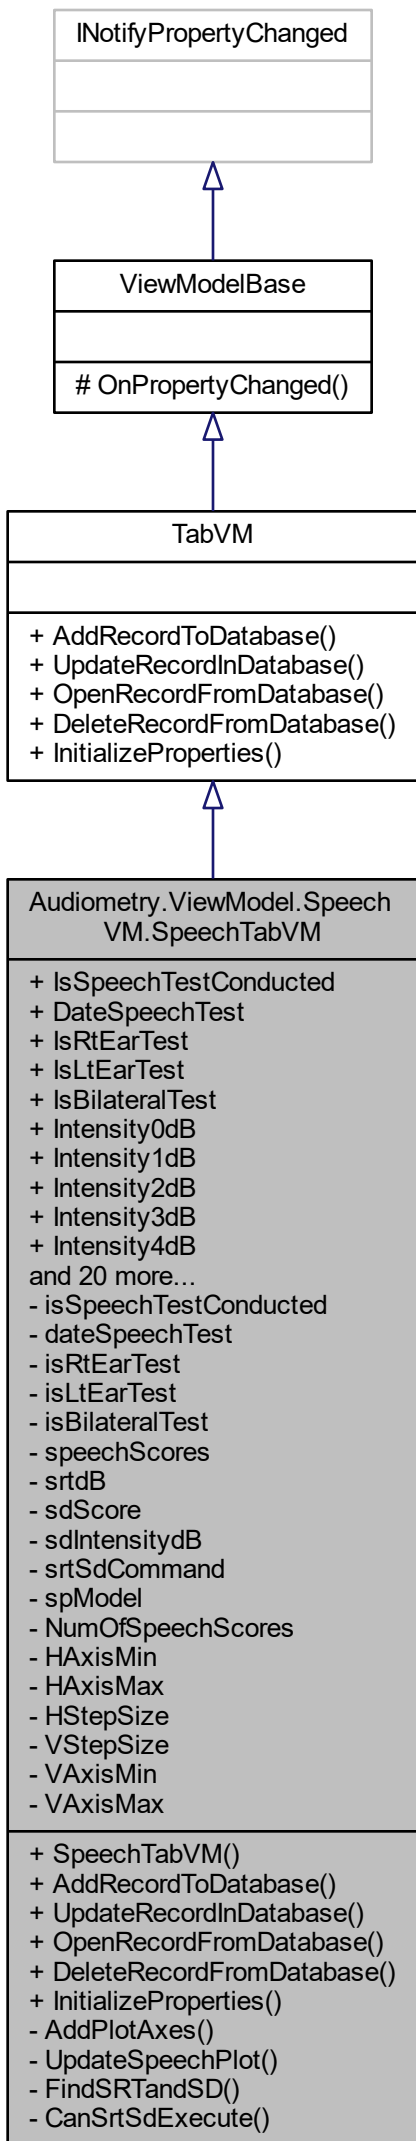 INotifyPropertyChanged
ViewModelBase
# OnPropertyChanged()
TabVM
+ AddRecordToDatabase()
+ UpdateRecordInDatabase()
+ OpenRecordFromDatabase()
+ DeleteRecordFromDatabase()
+ InitializeProperties()
Audiometry.ViewModel.Speech
VM.SpeechTabVM
+ IsSpeechTestConducted
+ DateSpeechTest
+ IsRtEarTest
+ IsLtEarTest
+ IsBilateralTest
+ Intensity0dB
+ Intensity1dB
+ Intensity2dB
+ Intensity3dB
+ Intensity4dB
and 20 more...
- isSpeechTestConducted
- dateSpeechTest
- isRtEarTest
- isLtEarTest
- isBilateralTest
- speechScores
- srtdB
- sdScore
- sdIntensitydB
- srtSdCommand
- spModel
- NumOfSpeechScores
- HAxisMin
- HAxisMax
- HStepSize
- VStepSize
- VAxisMin
- VAxisMax
+ SpeechTabVM()
+ AddRecordToDatabase()
+ UpdateRecordInDatabase()
+ OpenRecordFromDatabase()
+ DeleteRecordFromDatabase()
+ InitializeProperties()
- AddPlotAxes()
- UpdateSpeechPlot()
- FindSRTandSD()
- CanSrtSdExecute()